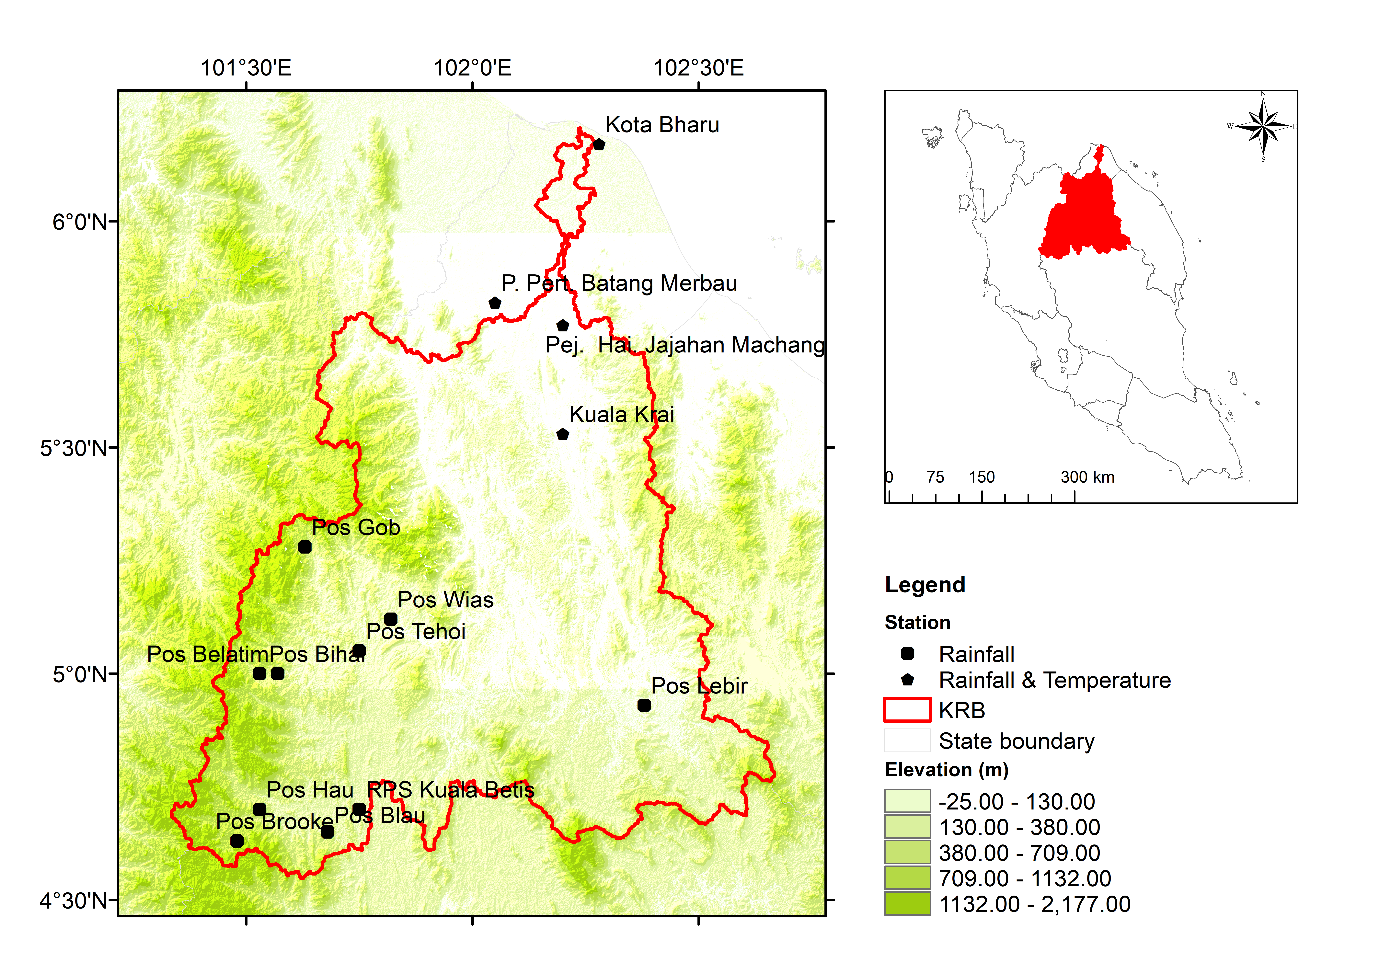 101°30'E
102°0'E
102°30'E
Kota Bharu
6°0'N
P. Pert. Batang Merbau
Pej. Hai. Jajahan Machang
Kuala Krai
5°30'N
Pos Gob
Pos Wias
Pos Tehoi
Pos Belatim
Pos Bihai
5°0'N
Pos Lebir
Pos Hau
RPS Kuala Betis
Pos Brooke
Pos Blau
4°30'N
N
W
E
S
0 75 150 300 km
Legend
Station
Rainfall
Rainfall & Temperature
KRB
State boundary
Elevation (m)
-25.00 - 130.00
130.00 - 380.00
380.00 - 709.00
709.00 - 1132.00
1132.00 - 2,177.00